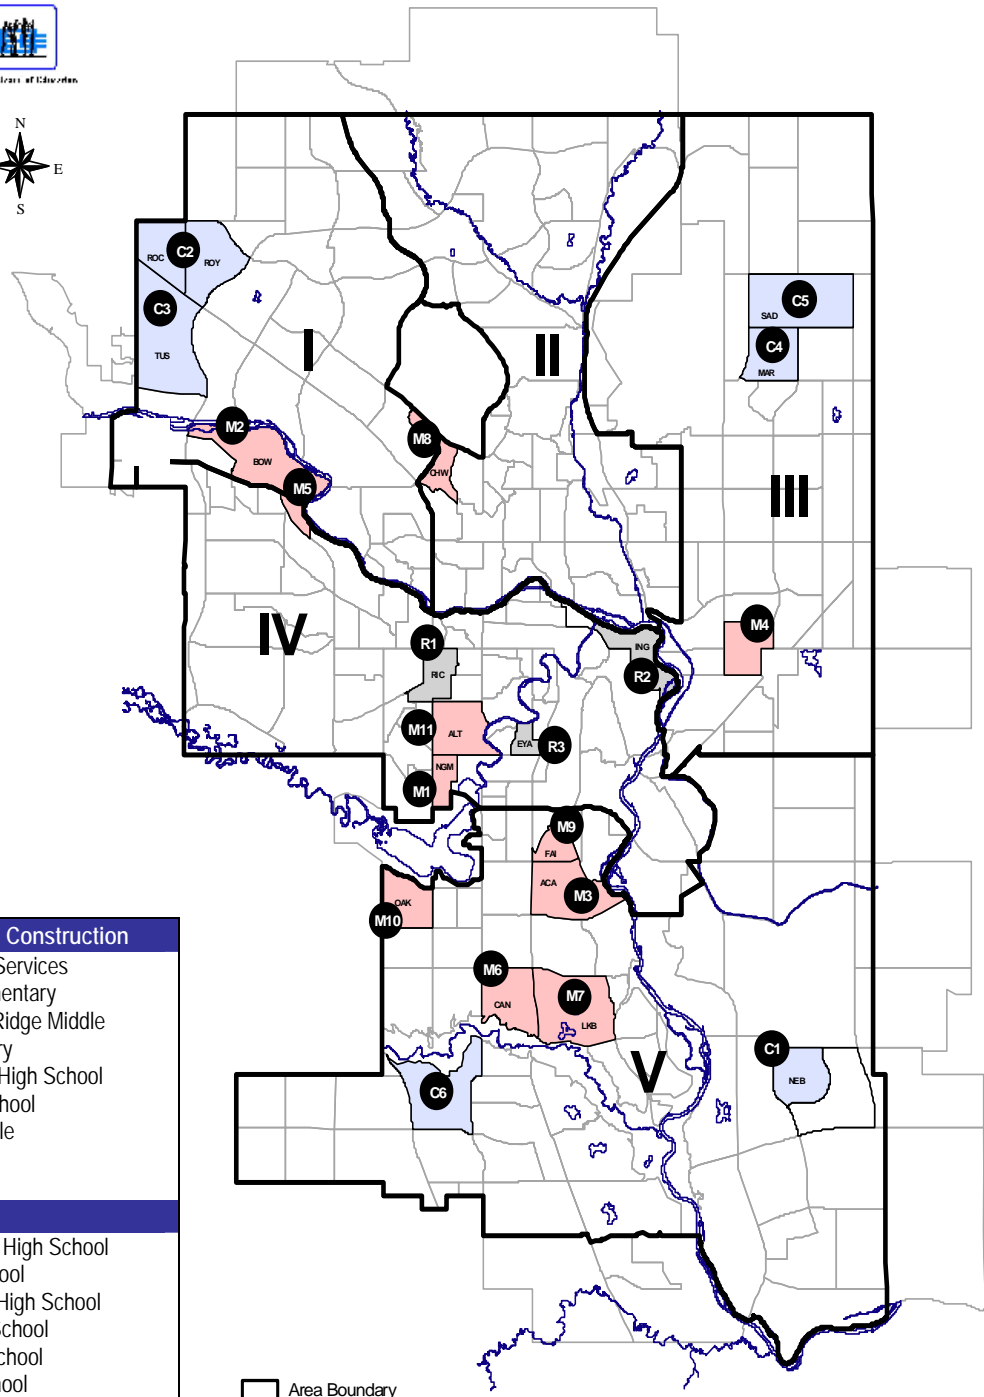 N
E
S
C2
ROC
ROY
C3
TUS
I
II
C5
SAD
C4
MAR
M2
BOW
M5
M8
CHW
III
IV
R1
RIC
ING
R2
M4
M11
ALT
EYA
R3
NGM
M1
M9
FAI
ACA
M3
OAK
M10
M6
CAN
M7
LKB
V
C1
NEB
C6
Construction
Services
mentary
Ridge Middle
ry
High School
chool
le
High School
ool
High School
School
chool
hool
Area Boundary